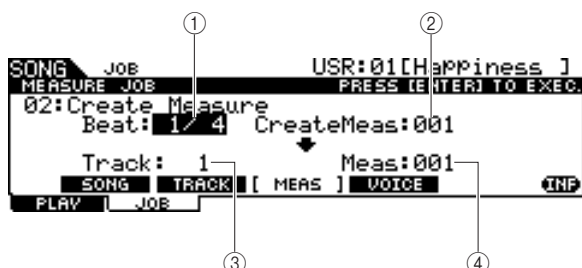 ① ②
SONG JOB USR:01[Happiness ]
MEASURE JOB PRESS [ENTER] TO EXEC.
02:Create Measure
Beat: 1/ 4 CreateMeas:001
Track: 1 Meas:001
SONG TRACK [ MEAS ] VOICE INP
PLAY JOB
③ ④